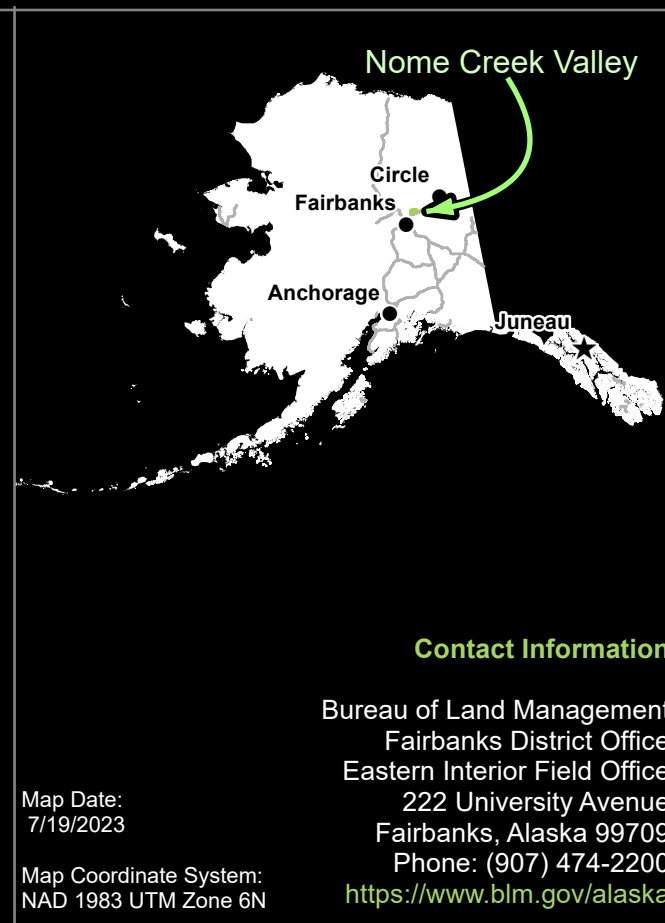 Nome Creek Valley
Circle
Fairbanks
Anchorage
Juneau
Contact Information
Bureau of Land Management
Fairbanks District Office
Eastern Interior Field Office
222 University Avenue
Fairbanks, Alaska 99709
Phone: (907) 474-2200
https://www.blm.gov/alaska
Map Date:
7/19/2023
Map Coordinate System:
NAD 1983 UTM Zone 6N